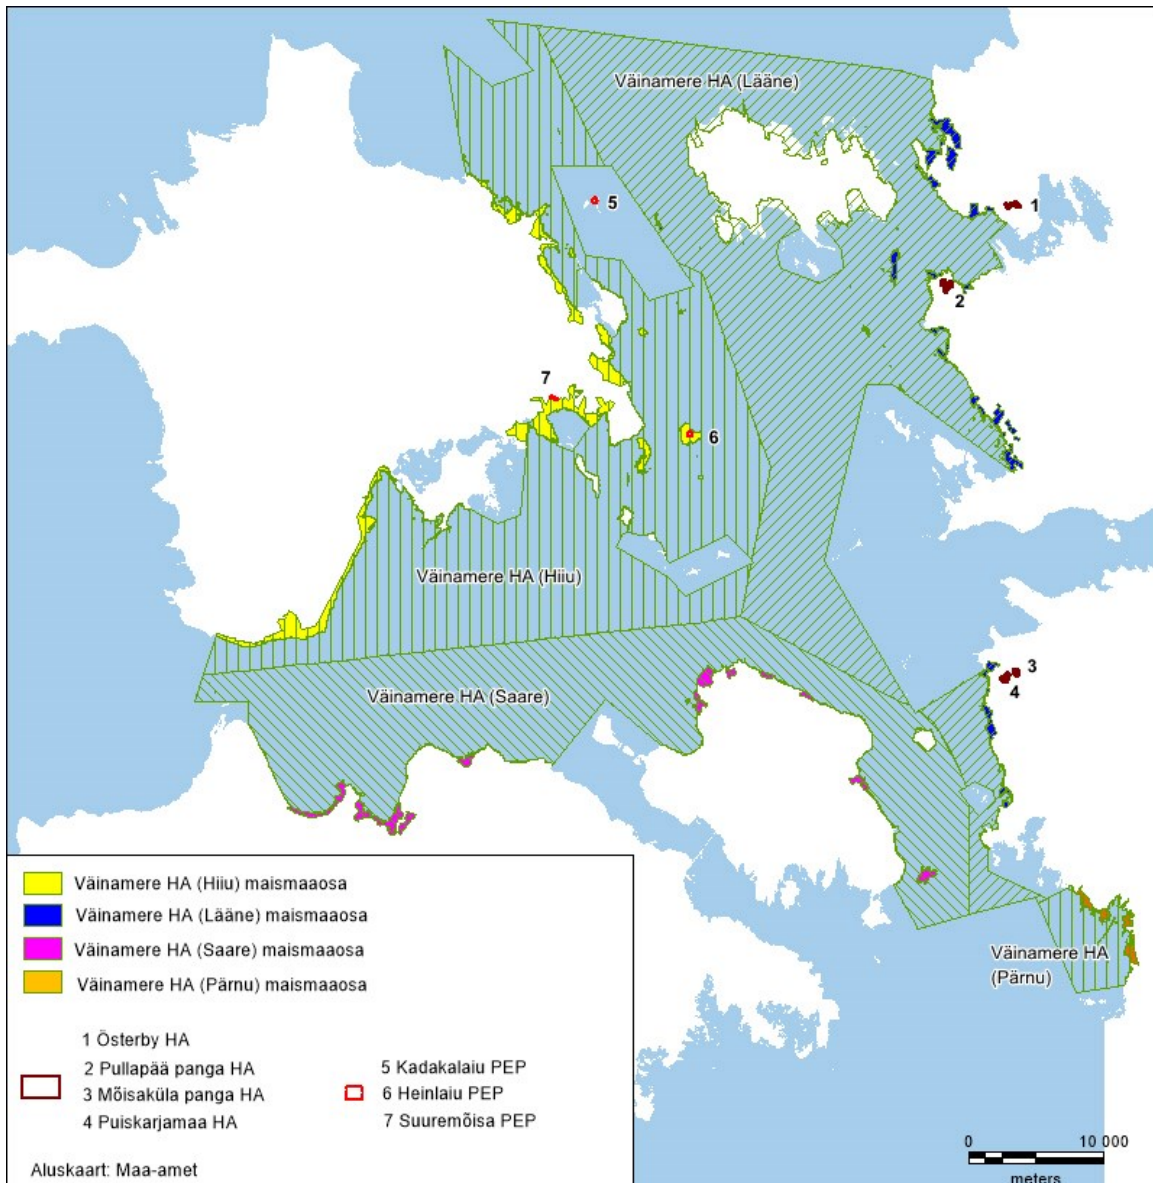 Väinamere HA (Lääne)
5
1
2
7
6
Väinamere HA (Hiiu)
3
4
Väinamere HA (Saare)
Väinamere HA
(Pärnu)
Väinamere HA (Hiiu) maismaaosa
Väinamere HA (Lääne) maismaaosa
Väinamere HA (Saare) maismaaosa
Väinamere HA (Pärnu) maismaaosa
1 Österby HA
2 Pullapää panga HA
3 Mõisaküla panga HA
4 Puiskarjamaa HA
5 Kadakalaiu PEP
6 Heinlaiu PEP
7 Suuremõisa PEP
Aluskaart: Maa-amet
0 10 000
meters